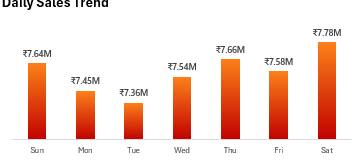 Daily Sales Trend
₹7.78M
₹7.64M
₹7.66M
₹7.54M
₹7.58M
₹7.45M
₹7.36M
Sun Mon Tue Wed Thu Fri Sat